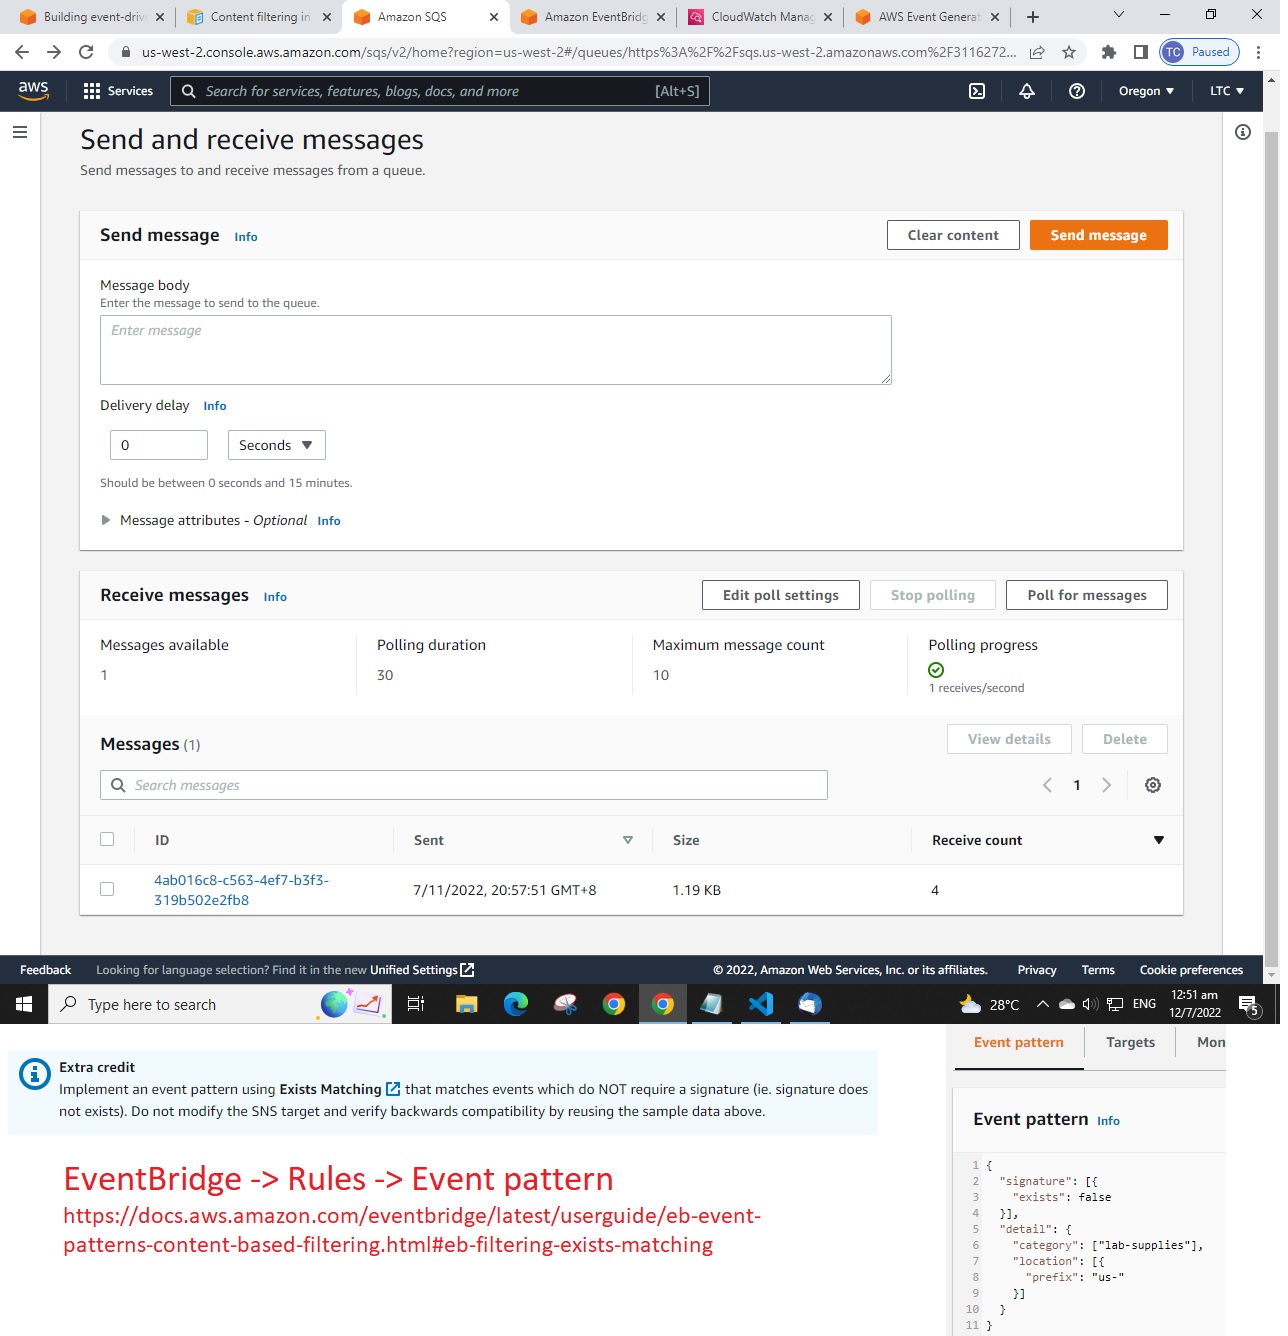 Building event-driv
Content filtering in
Amazon SQS
Amazon EventBridg
CloudWatch Manag
AWS Event Generat
us-west-2.console.aws.amazon.com/sqs/v2/home?region=us-west-2#/queues/https%3A%2F%2Fsqs.us-west-2.amazonaws.com%2F3116272...
TC Paused
aws
Services
Search for services, features, blogs, docs, and more [Alt+S]
Oregon
LTC
Send and receive messages
Send messages to and receive messages from a queue.
Send message Info
Clear content
Send message
Message body
Enter the message to send to the queue.
Enter message
Delivery delay Info
0
Seconds
Should be between 0 seconds and 15 minutes.
Message attributes - Optional Info
Receive messages Info
Edit poll settings
Stop polling
Poll for messages
Messages available
1
Polling duration
30
Maximum message count
10
Polling progress
1 receives/second
Messages (1)
View details
Delete
Search messages
1
ID
Sent
Size
Receive count
4ab016c8-c563-4ef7-b3f3-
319b502e2fb8
7/11/2022, 20:57:51 GMT+8
1.19 KB
4
Feedback
Looking for language selection? Find it in the new Unified Settings
© 2022, Amazon Web Services, Inc. or its affiliates.
Privacy
Terms
Cookie preferences
Type here to search
28°C
ENG
12:51 am
12/7/2022
5
Extra credit
Implement an event pattern using Exists Matching that matches events which do NOT require a signature (ie. signature does
not exists). Do not modify the SNS target and verify backwards compatibility by reusing the sample data above.
EventBridge -> Rules -> Event pattern
https://docs.aws.amazon.com/eventbridge/latest/userguide/eb-event-
patterns-content-based-filtering.html#eb-filtering-exists-matching
Event pattern
Targets
Mon
Event pattern Info
1 {
2 "signature": [{
3 "exists": false
4 }],
5 "detail": {
6 "category": ["lab-supplies"],
7 "location": [{
8 "prefix": "us-"
9 }]
10 }
11 }